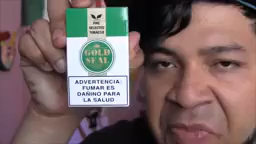 GOLD
SEAL
ADVERTENCIA:
FUMAR ES
DAÑINO PARA
LA SALUD